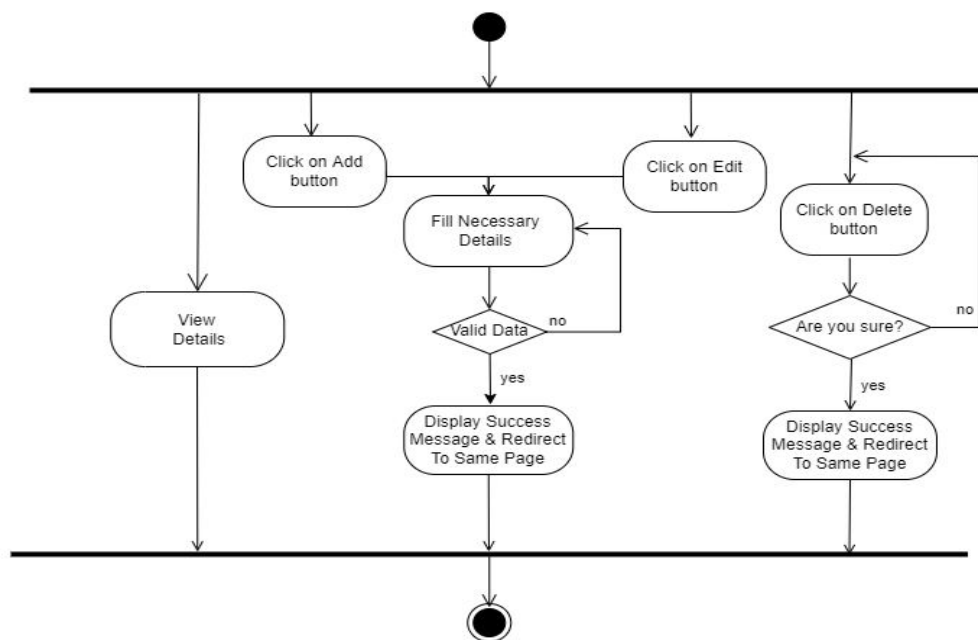 Click on Add
button
Click on Edit
button
Fill Necessary
Details
Click on Delete
button
View
Details
Valid Data
no
Are you sure?
no
yes
yes
Display Success
Message & Redirect
To Same Page
Display Success
Message & Redirect
To Same Page